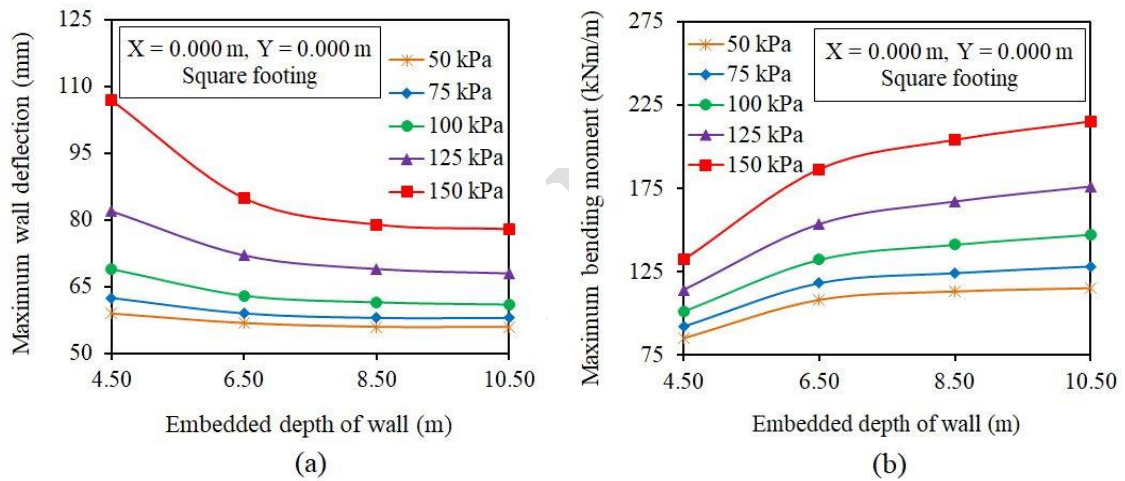 Maximum wall deflection (mm)
125
110
95
80
65
50
X = 0.000 m, Y = 0.000 m
Square footing
50 kPa
75 kPa
100 kPa
125 kPa
150 kPa
4.50
6.50
8.50
10.50
Embedded depth of wall (m)
(a)
Maximum bending moment (kNm/m)
275
225
175
125
75
50 kPa
75 kPa
100 kPa
125 kPa
150 kPa
X = 0.000 m, Y = 0.000 m
Square footing
4.50
6.50
8.50
10.50
Embedded depth of wall (m)
(b)